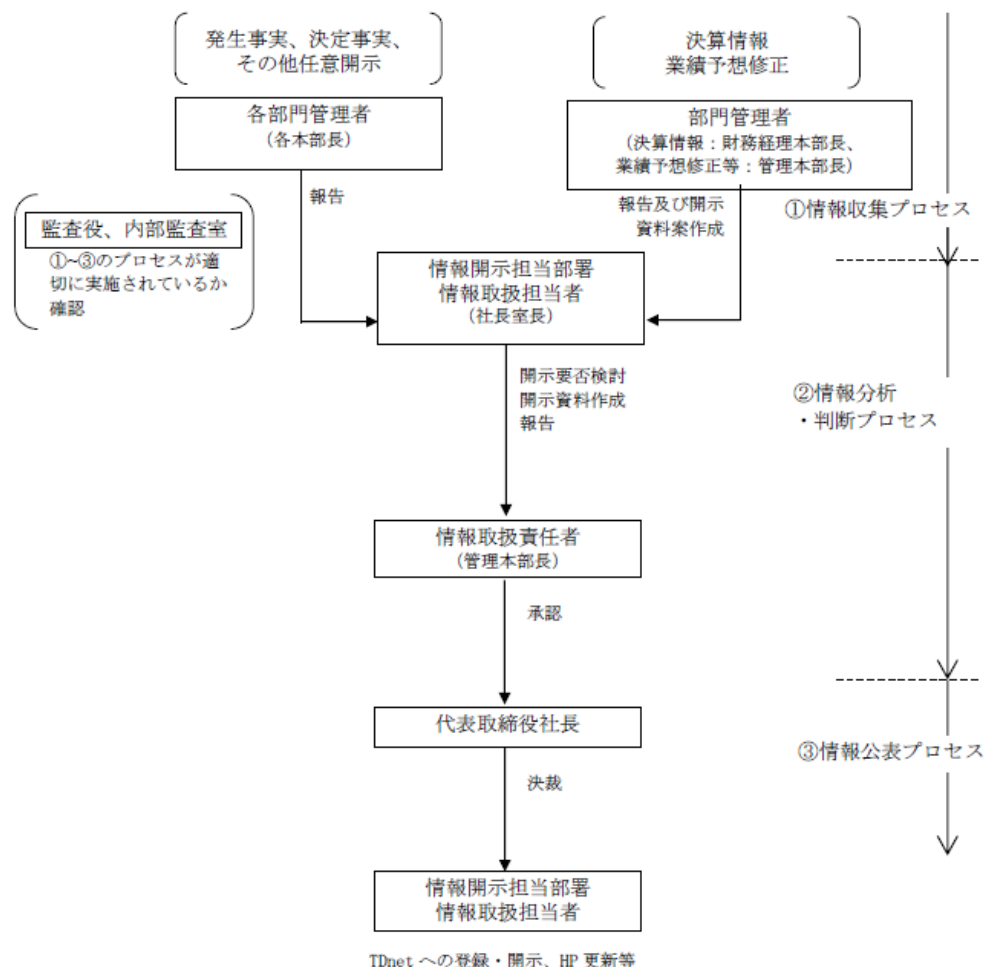 発生事実、決定事実、
その他任意開示
決算情報
業績予想修正
各部門管理者
(各本部長)
部門管理者
(決算情報:財務経理本部長、
業績予想修正等:管理本部長)
報告
報告及び開示
資料案作成
①情報収集プロセス
監査役、内部監査室
①~③のプロセスが適
切に実施されているか
確認
情報開示担当部署
情報取扱担当者
(社長室長)
開示要否検討
開示資料作成
報告
②情報分析
・判断プロセス
情報取扱責任者
(管理本部長)
承認
代表取締役社長
③情報公表プロセス
決裁
情報開示担当部署
情報取扱担当者
TDnet への登録・開示、HP 更新等